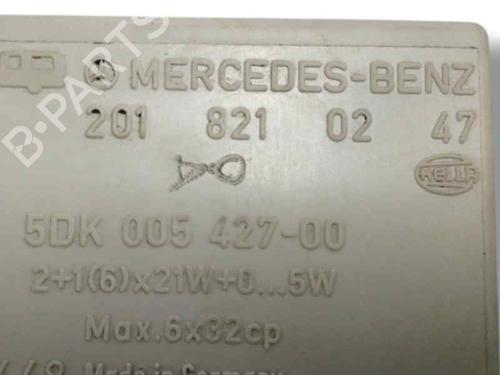 MERCEDES-BENZ
201 821 02 47
HELLA
5DK 005 427-00
2+1(6)x21W+0...5W
Max.6x32cp
Made in Germany
B-PARTS